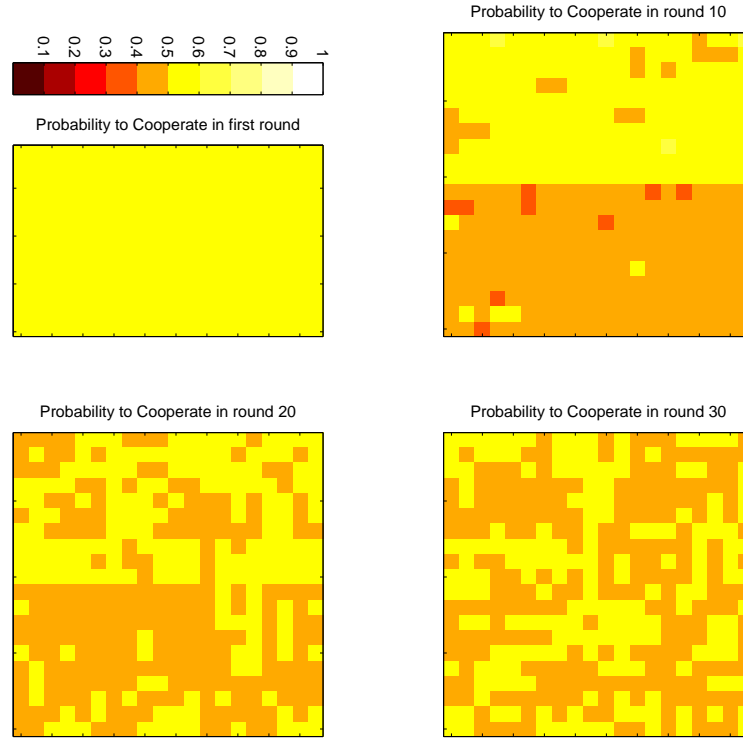 Probability to Cooperate in round 10
0.1
0.2
0.3
0.4
0.5
0.6
0.7
0.8
0.9
1
Probability to Cooperate in first round
Probability to Cooperate in round 20
Probability to Cooperate in round 30